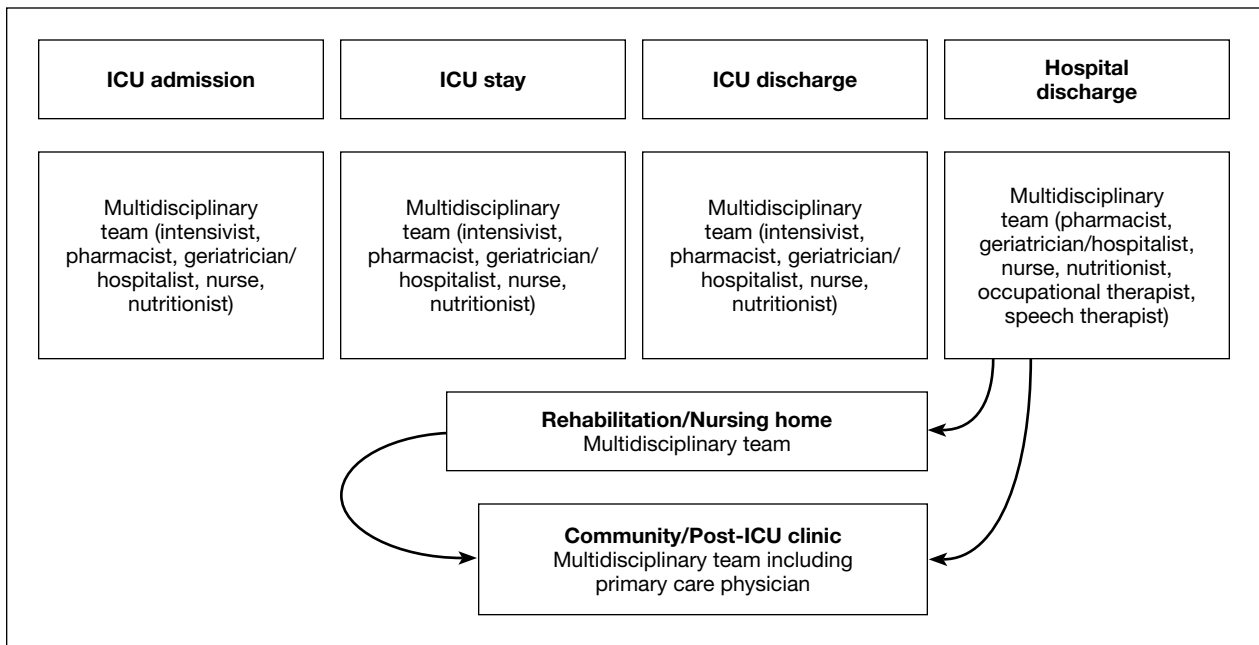 ICU admission
ICU stay
ICU discharge
Hospital
discharge
Multidisciplinary
team (intensivist,
pharmacist, geriatrician/
hospitalist, nurse,
nutritionist)
Multidisciplinary
team (intensivist,
pharmacist, geriatrician/
hospitalist, nurse,
nutritionist)
Multidisciplinary
team (intensivist,
pharmacist, geriatrician/
hospitalist, nurse,
nutritionist)
Multidisciplinary
team (pharmacist,
geriatrician/hospitalist,
nurse, nutritionist,
occupational therapist,
speech therapist)
Rehabilitation/Nursing home
Multidisciplinary team
Community/Post-ICU clinic
Multidisciplinary team including
primary care physician